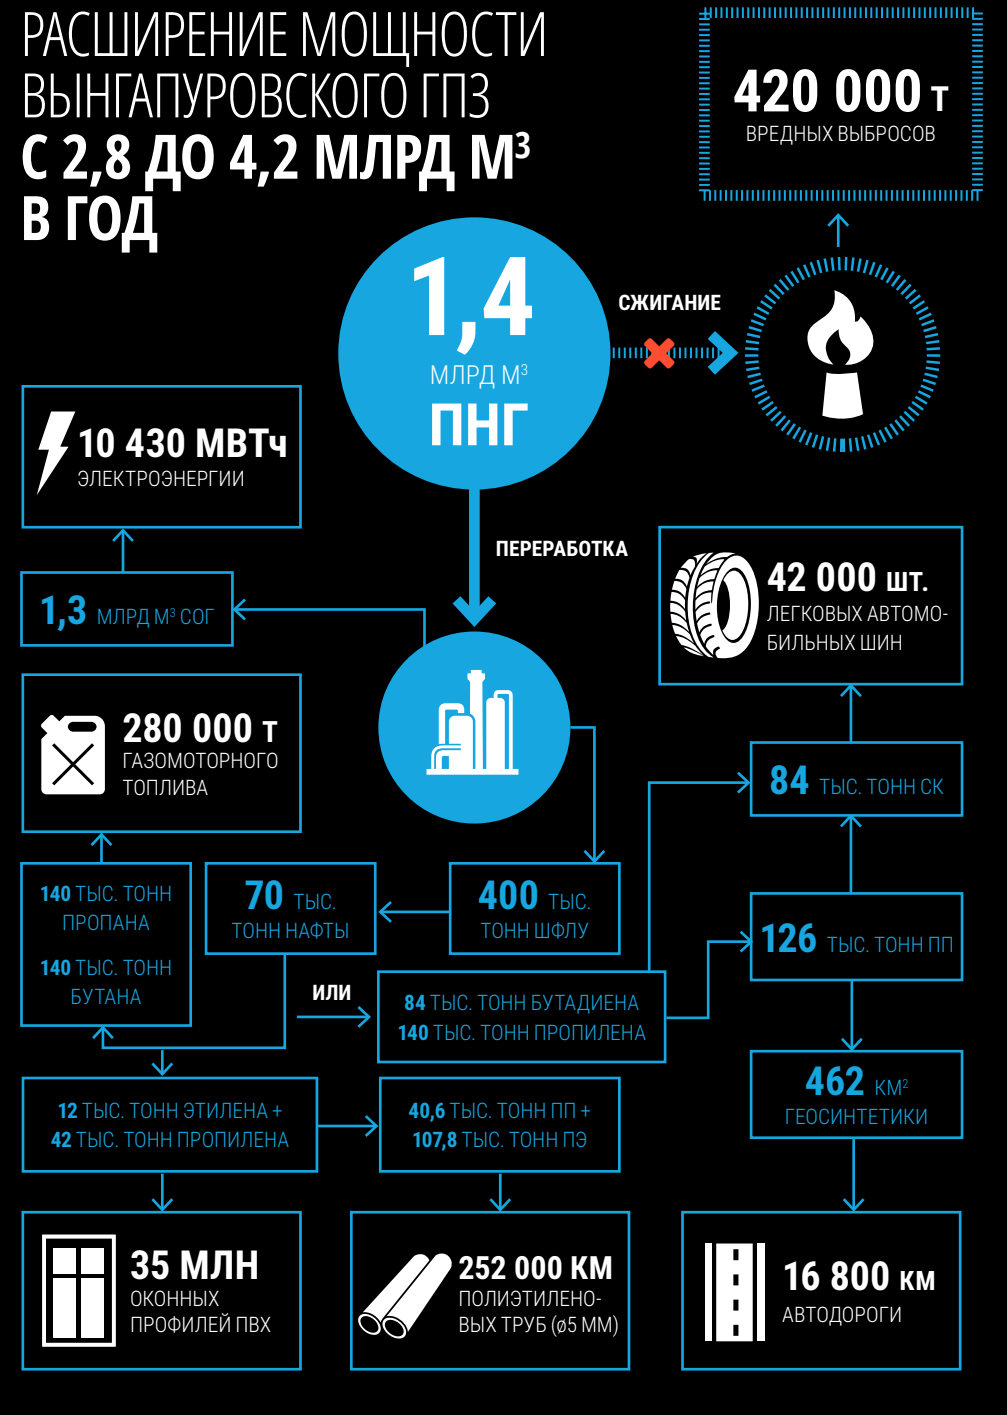 РАСШИРЕНИЕ МОЩНОСТИ
ВЫНГАПУРОВСКОГО ГПЗ
С 2,8 ДО 4,2 МЛРД М³
В ГОД
420 000 т
ВРЕДНЫХ ВЫБРОСОВ
1,4
МЛРД М³
ПНГ
СЖИГАНИЕ
10 430 МВТч
ЭЛЕКТРОЭНЕРГИИ
ПЕРЕРАБОТКА
1,3 МЛРД М³ СОГ
42 000 шт.
ЛЕГКОВЫХ АВТОМО-
БИЛЬНЫХ ШИН
280 000 т
ГАЗОМОТОРНОГО
ТОПЛИВА
84 ТЫС. ТОНН СК
140 ТЫС. ТОНН
ПРОПАНА
140 ТЫС. ТОНН
БУТАНА
70 ТЫС.
ТОНН НАФТЫ
400 ТЫС.
ТОНН ШФЛУ
126 ТЫС. ТОНН ПП
ИЛИ
84 ТЫС. ТОНН БУТАДИЕНА
140 ТЫС. ТОНН ПРОПИЛЕНА
462 КМ²
ГЕОСИНТЕТИКИ
12 ТЫС. ТОНН ЭТИЛЕНА +
42 ТЫС. ТОНН ПРОПИЛЕНА
40,6 ТЫС. ТОНН ПП +
107,8 ТЫС. ТОНН ПЭ
35 МЛН
ОКОННЫХ
ПРОФИЛЕЙ ПВХ
252 000 КМ
ПОЛИЭТИЛЕНО-
ВЫХ ТРУБ (ø5 ММ)
16 800 км
АВТОДОРОГИ